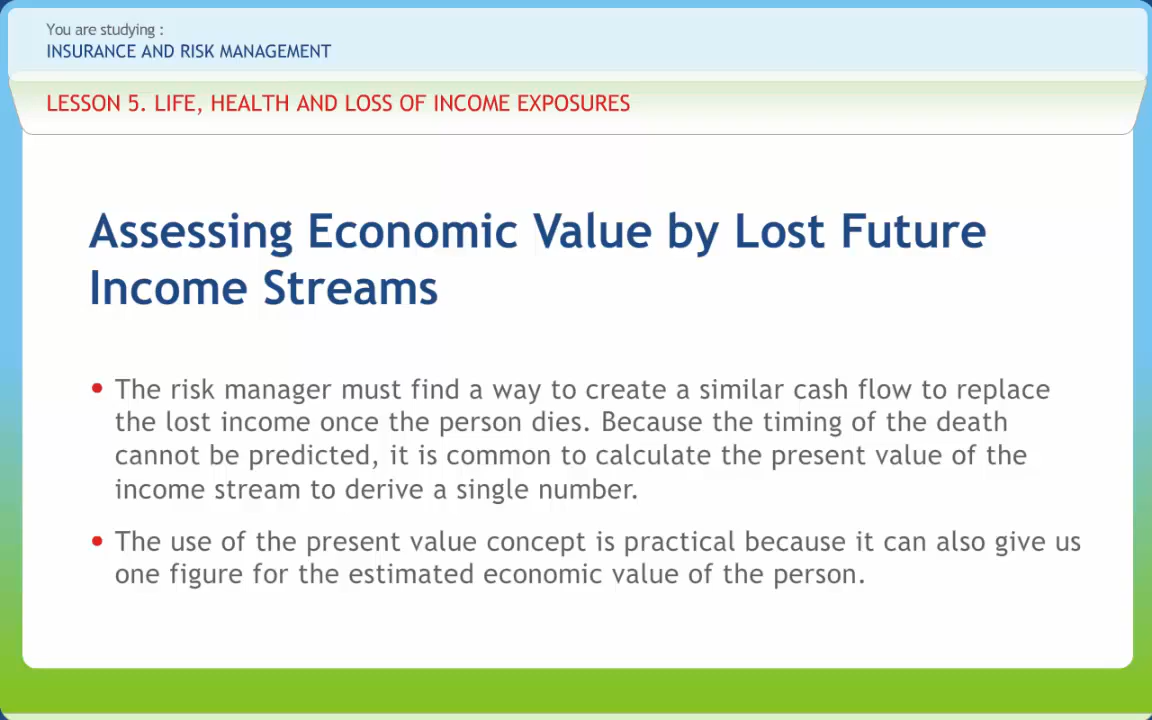 You are studying :
INSURANCE AND RISK MANAGEMENT
LESSON 5. LIFE, HEALTH AND LOSS OF INCOME EXPOSURES
Assessing Economic Value by Lost Future
Income Streams
• The risk manager must find a way to create a similar cash flow to replace
the lost income once the person dies. Because the timing of the death
cannot be predicted, it is common to calculate the present value of the
income stream to derive a single number.
• The use of the present value concept is practical because it can also give us
one figure for the estimated economic value of the person.